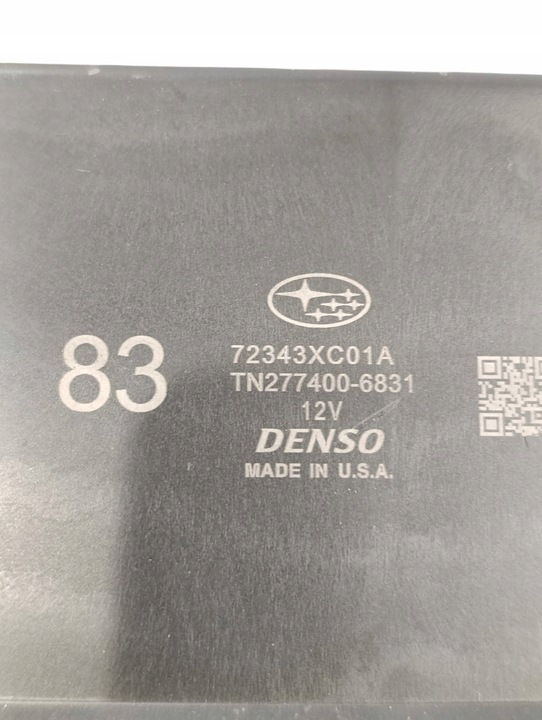 83
72343XC01A
TN277400-6831
12V
DENSO
MADE IN U.S.A.